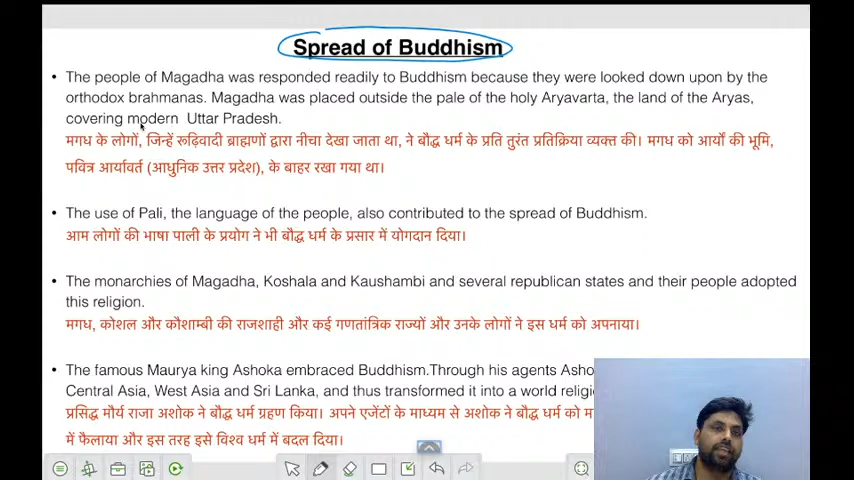 Spread of Buddhism
• The people of Magadha was responded readily to Buddhism because they were looked down upon by the
orthodox brahmanas. Magadha was placed outside the pale of the holy Aryavarta, the land of the Aryas,
covering modern Uttar Pradesh.
मगध के लोगों, जिन्हें रूढ़िवादी ब्राह्मणों द्वारा नीचा देखा जाता था, ने बौद्ध धर्म के प्रति तुरंत प्रतिक्रिया व्यक्त की। मगध को आर्यों की भूमि,
पवित्र आर्यावर्त (आधुनिक उत्तर प्रदेश), के बाहर रखा गया था।
• The use of Pali, the language of the people, also contributed to the spread of Buddhism.
आम लोगों की भाषा पाली के प्रयोग ने भी बौद्ध धर्म के प्रसार में योगदान दिया।
• The monarchies of Magadha, Koshala and Kaushambi and several republican states and their people adopted
this religion.
मगध, कोशल और कौशाम्बी की राजशाही और कई गणतांत्रिक राज्यों और उनके लोगों ने इस धर्म को अपनाया।
• The famous Maurya king Ashoka embraced Buddhism.Through his agents
Central Asia, West Asia and Sri Lanka, and thus transformed it into a world
प्रसिद्ध मौर्य राजा अशोक ने बौद्ध धर्म ग्रहण किया। अपने एजेंटों के माध्यम से अशोक ने बौद्ध धर्म को
में फैलाया और इस तरह इसे विश्व धर्म में बदल दिया।